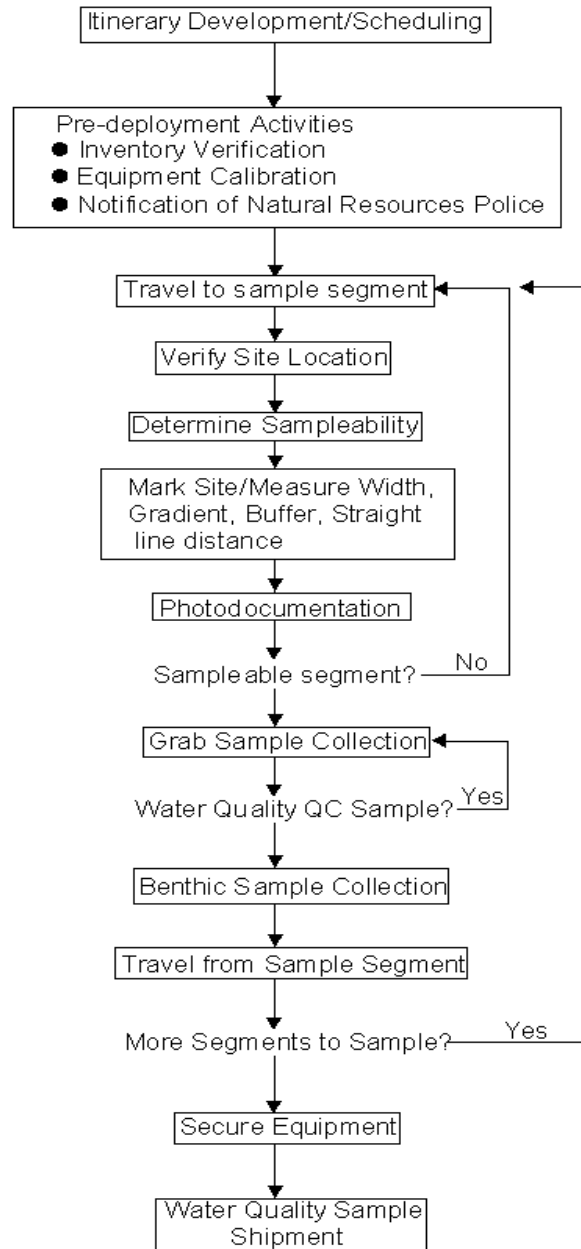 Itinerary Development/Scheduling
Pre-deployment Activities
● Inventory Verification
● Equipment Calibration
● Notification of Natural Resources Police
Travel to sample segment
Verify Site Location
Determine Sampleability
Mark Site/Measure Width,
Gradient, Buffer, Straight
line distance
Photodocumentation
Sampleable segment?
No
Grab Sample Collection
Water Quality QC Sample?
Yes
Benthic Sample Collection
Travel from Sample Segment
More Segments to Sample?
Yes
Secure Equipment
Water Quality Sample
Shipment